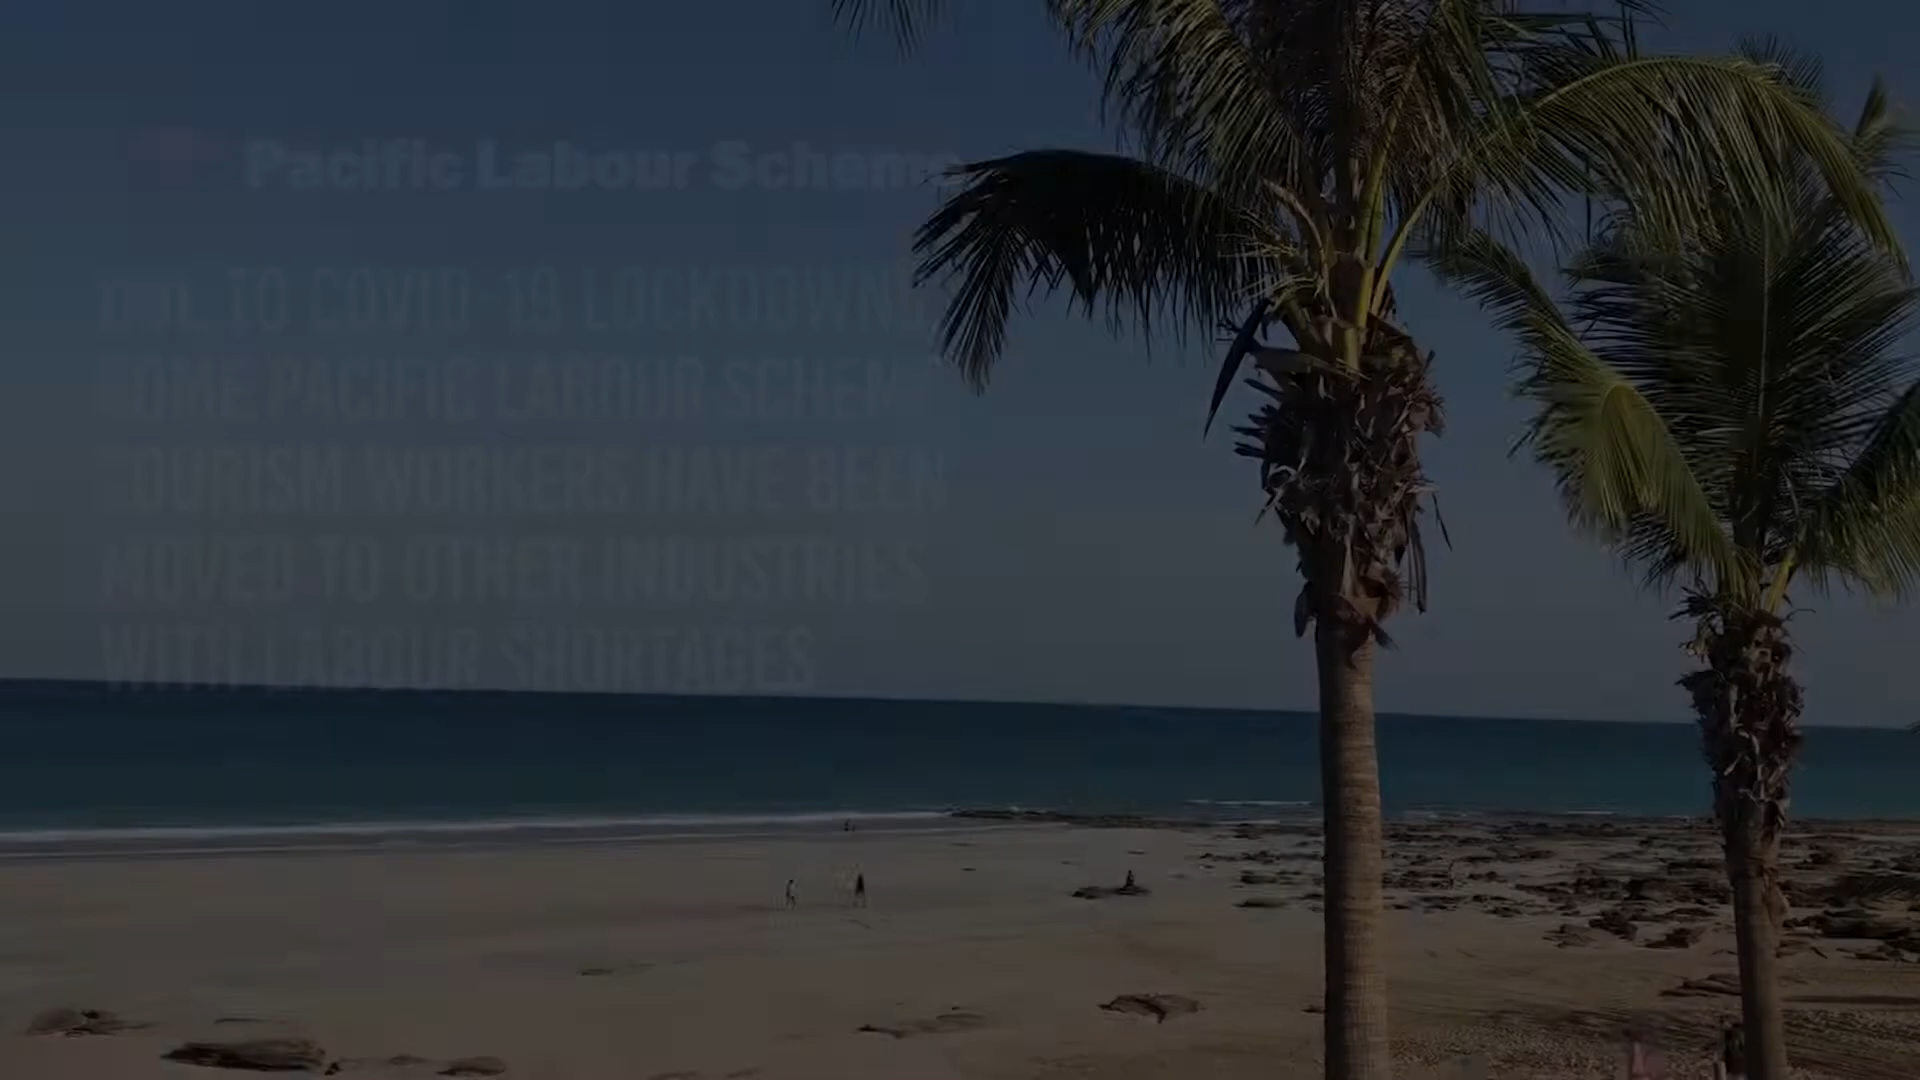 Pacific Labour Scheme
DUE TO COVID-19 LOCKDOWNS,
SOME PACIFIC LABOUR SCHEME
TOURISM WORKERS HAVE BEEN
MOVED TO OTHER INDUSTRIES
WITH LABOUR SHORTAGES